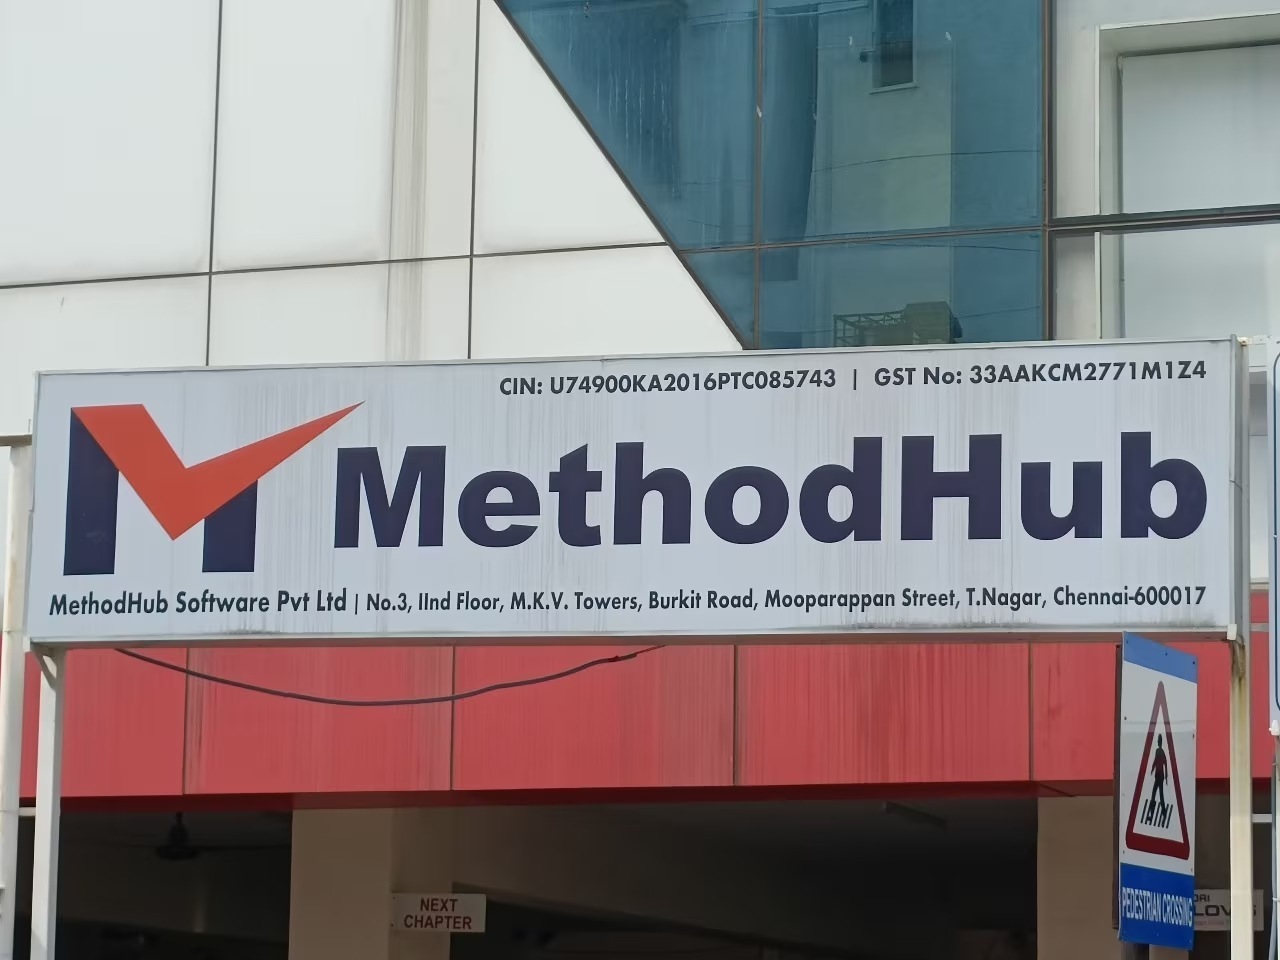 CIN: U74900KA2016PTC085743 | GST No: 33AAKCM2771M1Z4
MethodHub
MethodHub Software Pvt Ltd | No.3, IInd Floor, M.K.V. Towers, Burkit Road, Mooparappan Street, T.Nagar, Chennai-600017
NEXT
CHAPTER
PEDESTRIAN CROSSING